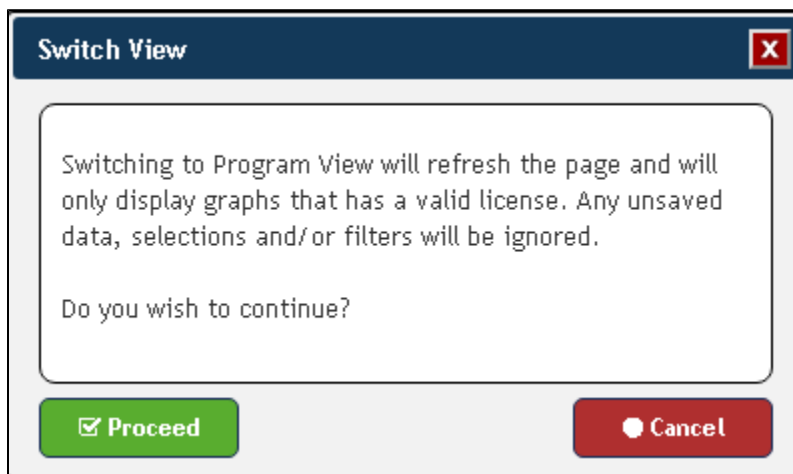 Switch View
X
Switching to Program View will refresh the page and will
only display graphs that has a valid license. Any unsaved
data, selections and/or filters will be ignored.
Do you wish to continue?
Proceed
Cancel